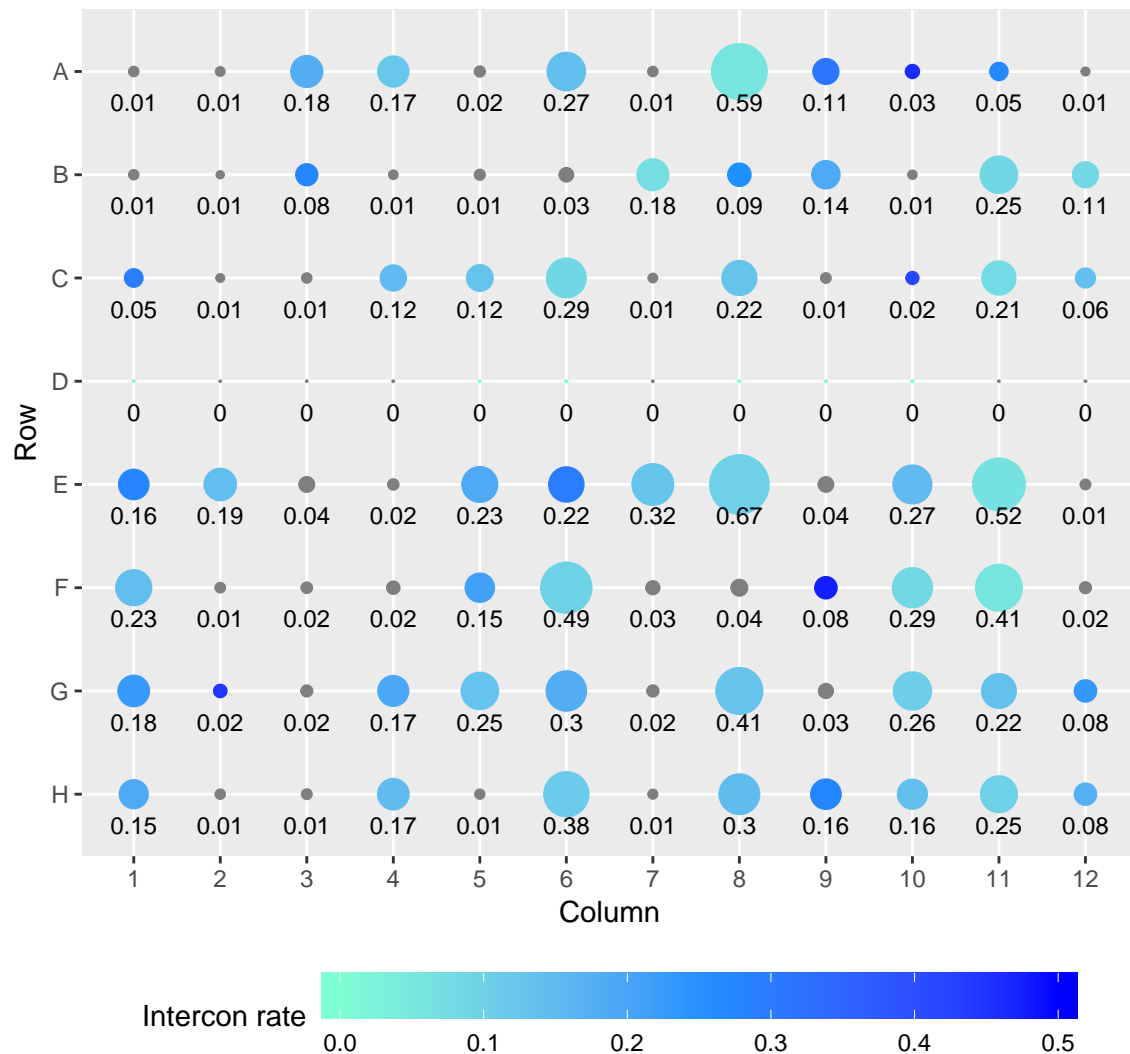 A
0.01 0.01 0.18 0.17 0.02 0.27 0.01 0.59 0.11 0.03 0.05 0.01
B
0.01 0.01 0.08 0.01 0.01 0.03 0.18 0.09 0.14 0.01 0.25 0.11
C
0.05 0.01 0.01 0.12 0.12 0.29 0.01 0.22 0.01 0.02 0.21 0.06
D
0 0 0 0 0 0 0 0 0 0 0 0
Row
E
0.16 0.19 0.04 0.02 0.23 0.22 0.32 0.67 0.04 0.27 0.52 0.01
F
0.23 0.01 0.02 0.02 0.15 0.49 0.03 0.04 0.08 0.29 0.41 0.02
G
0.18 0.02 0.02 0.17 0.25 0.3 0.02 0.41 0.03 0.26 0.22 0.08
H
0.15 0.01 0.01 0.17 0.01 0.38 0.01 0.3 0.16 0.16 0.25 0.08
1 2 3 4 5 6 7 8 9 10 11 12
Column
Intercon rate
0.0 0.1 0.2 0.3 0.4 0.5